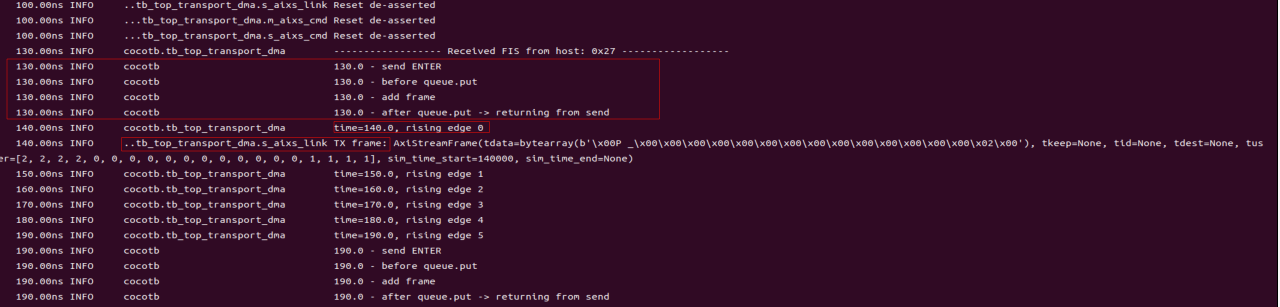 100.00ns INFO ..tb_top_transport_dma.s_aixs_link Reset de-asserted
100.00ns INFO ...tb_top_transport_dma.m_aixs_cmd Reset de-asserted
100.00ns INFO ...tb_top_transport_dma.s_aixs_cmd Reset de-asserted
130.00ns INFO cocotb.tb_top_transport_dma ----------------- Received FIS from host: 0x27 -----------------
130.00ns INFO cocotb 130.0 - send ENTER
130.00ns INFO cocotb 130.0 - before queue.put
130.00ns INFO cocotb 130.0 - add frame
130.00ns INFO cocotb 130.0 - after queue.put -> returning from send
140.00ns INFO cocotb.tb_top_transport_dma time=140.0, rising edge 0
140.00ns INFO ..tb_top_transport_dma.s_aixs_link TX frame: AxiStreamFrame(tdata=bytearray(b'\x00P _\x00\x00\x00\x00\x00\x00\x00\x00\x00\x00\x00\x00\x00\x00\x02\x00'), tkeep=None, tid=None, tdest=None, tus
er=[2, 2, 2, 2, 0, 0, 0, 0, 0, 0, 0, 0, 0, 0, 0, 0, 1, 1, 1, 1], sim_time_start=140000, sim_time_end=None)
150.00ns INFO cocotb.tb_top_transport_dma time=150.0, rising edge 1
160.00ns INFO cocotb.tb_top_transport_dma time=160.0, rising edge 2
170.00ns INFO cocotb.tb_top_transport_dma time=170.0, rising edge 3
180.00ns INFO cocotb.tb_top_transport_dma time=180.0, rising edge 4
190.00ns INFO cocotb.tb_top_transport_dma time=190.0, rising edge 5
190.00ns INFO cocotb 190.0 - send ENTER
190.00ns INFO cocotb 190.0 - before queue.put
190.00ns INFO cocotb 190.0 - add frame
190.00ns INFO cocotb 190.0 - after queue.put -> returning from send